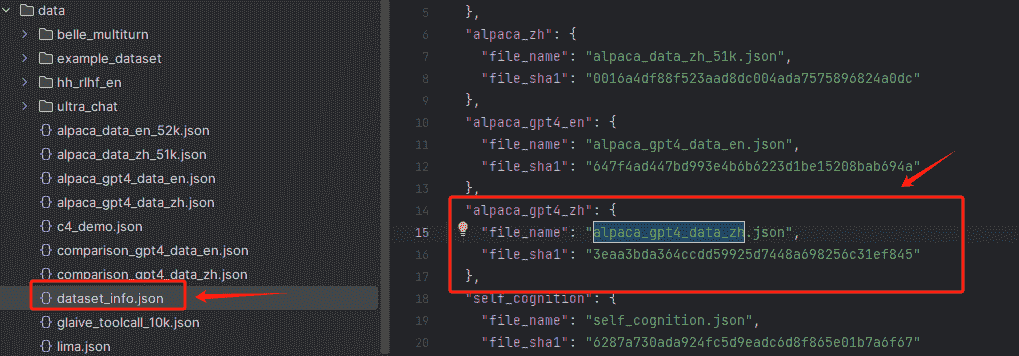 data
belle_multiturn
example_dataset
hh_rlhf_en
ultra_chat
alpaca_data_en_52k.json
alpaca_data_zh_51k.json
alpaca_gpt4_data_en.json
alpaca_gpt4_data_zh.json
c4_demo.json
comparison_gpt4_data_en.json
comparison_gpt4_data_zh.json
dataset_info.json
glaive_toolcall_10k.json
lima.json
5 },
6 "alpaca_zh": {
7 "file_name": "alpaca_data_zh_51k.json",
8 "file_sha1": "0016a4df88f523aad8dc004ada7575896824a0dc"
9 },
10 "alpaca_gpt4_en": {
11 "file_name": "alpaca_gpt4_data_en.json",
12 "file_sha1": "647f4ad447bd993e4b6b6223d1be15208bab694a"
13 },
14 "alpaca_gpt4_zh": {
15 "file_name": "alpaca_gpt4_data_zh.json",
16 "file_sha1": "3eaa3bda364ccdd59925d7448a698256c31ef845"
17 },
18 "self_cognition": {
19 "file_name": "self_cognition.json",
20 "file_sha1": "6287a730ada924fc5d9eadc6d8f865e01b7a6f67"